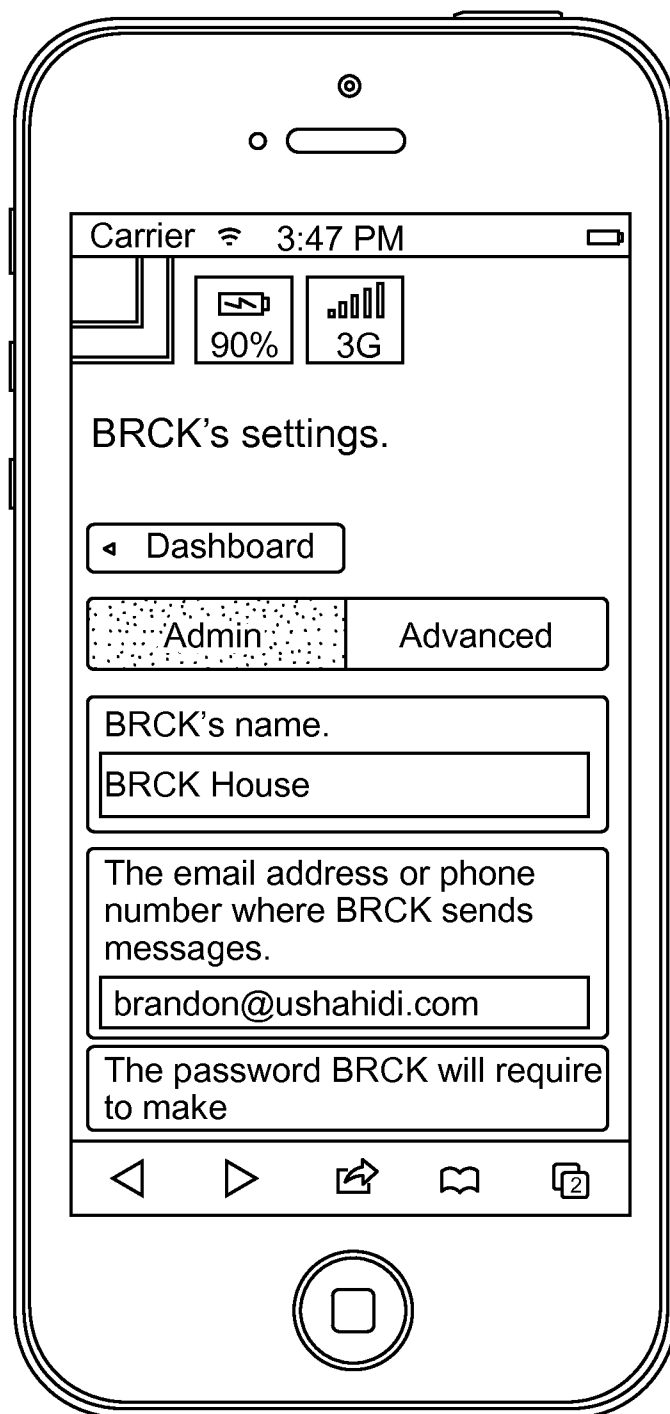 Carrier 3:47 PM
90% 3G
BRCK's settings.
Dashboard
Admin Advanced
BRCK's name.
BRCK House
The email address or phone
number where BRCK sends
messages.
brandon@ushahidi.com
The password BRCK will require
to make
2